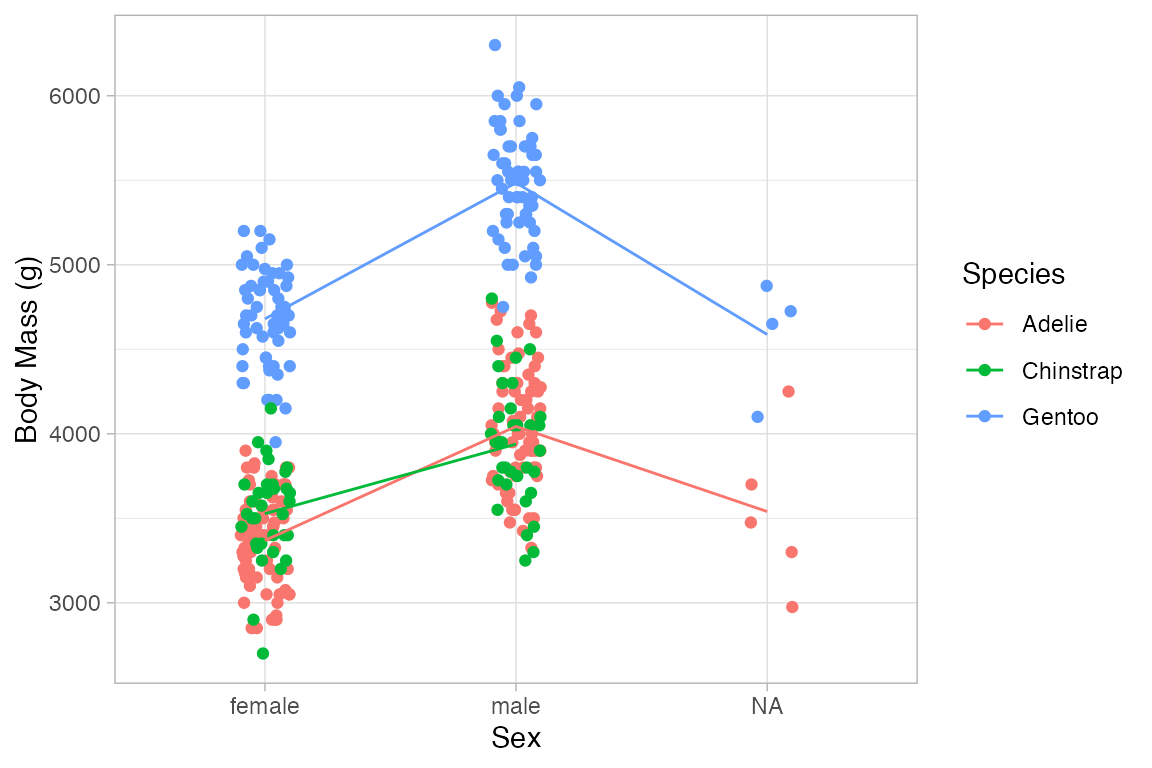 6000
5000
4000
3000
Body Mass (g)
female
male
NA
Sex
Species
Adelie
Chinstrap
Gentoo